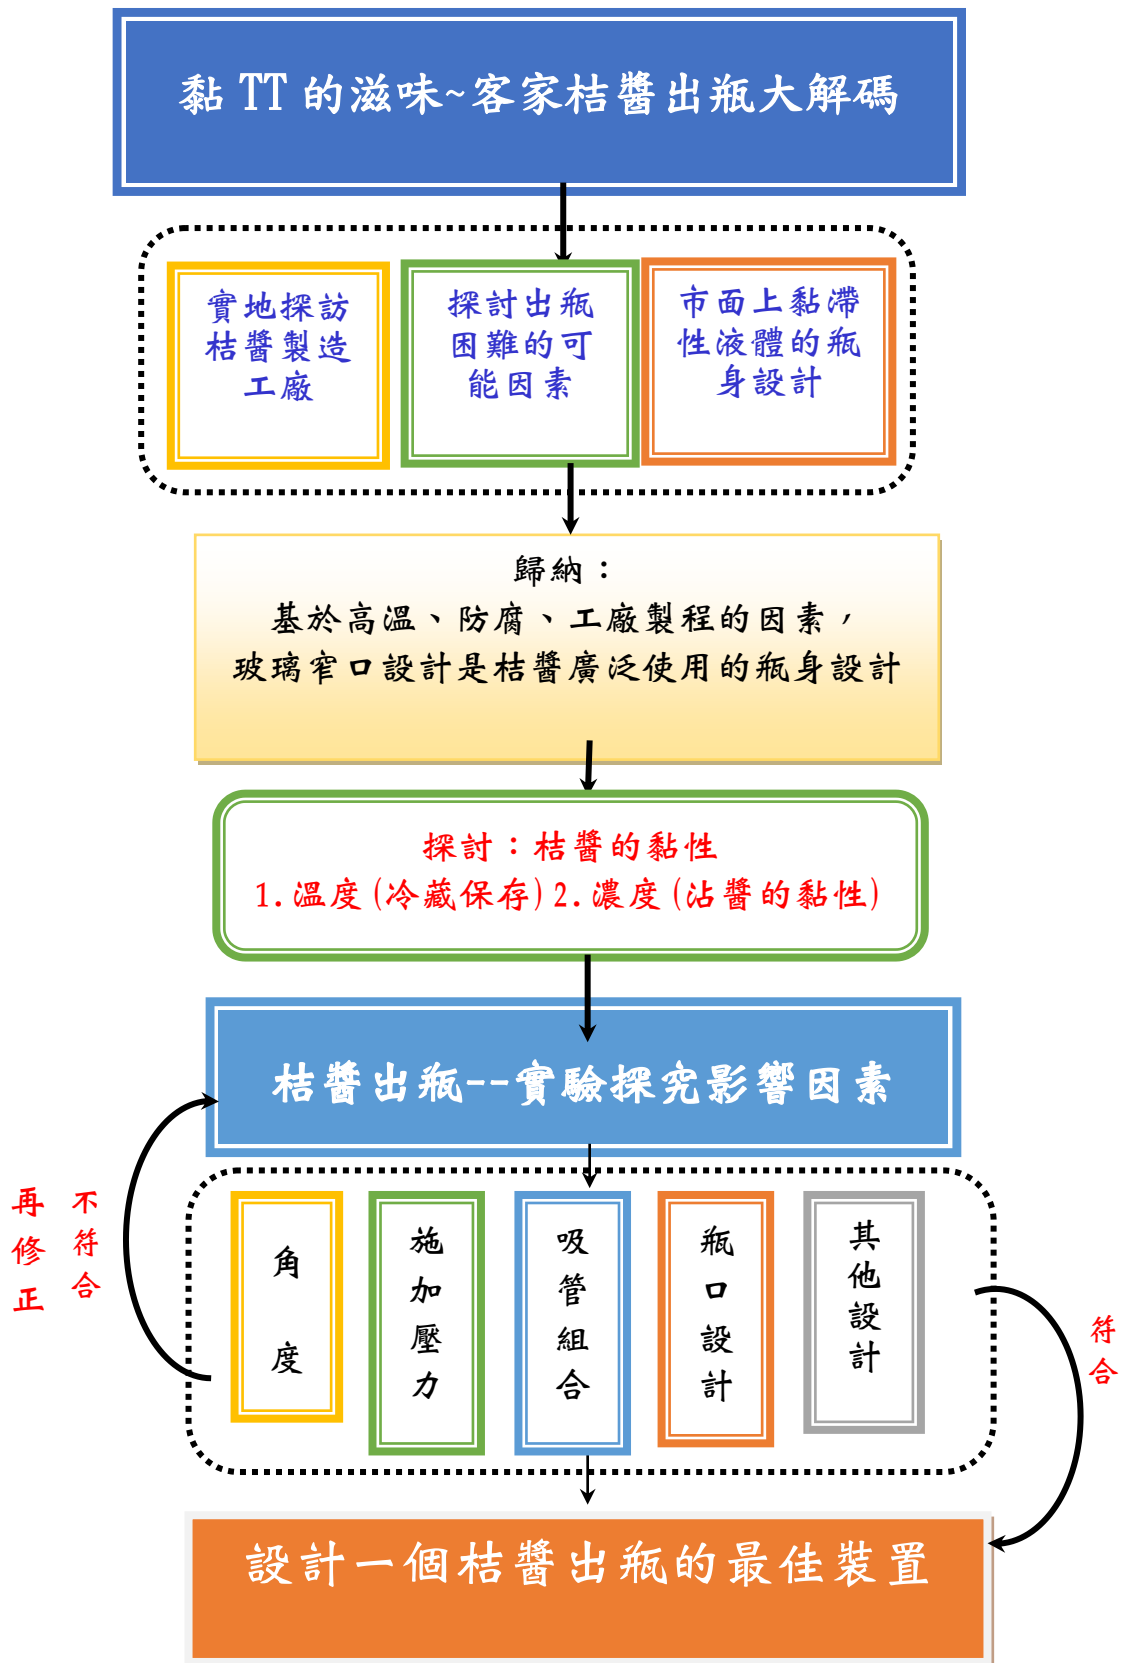 黏 TT 的滋味~客家桔醬出瓶大解碼
實地探訪
桔醬製造
工廠
探討出瓶
困難的可
能因素
市面上黏滯
性液體的瓶
身設計
歸納：
基於高溫、防腐、工廠製程的因素，
玻璃窄口設計是桔醬廣泛使用的瓶身設計
探討：桔醬的黏性
1.溫度(冷藏保存)2.濃度(沾醬的黏性)
桔醬出瓶--實驗探究影響因素
再修正
不符合
角度
施加壓力
吸管組合
瓶口設計
其他設計
符合
設計一個桔醬出瓶的最佳裝置